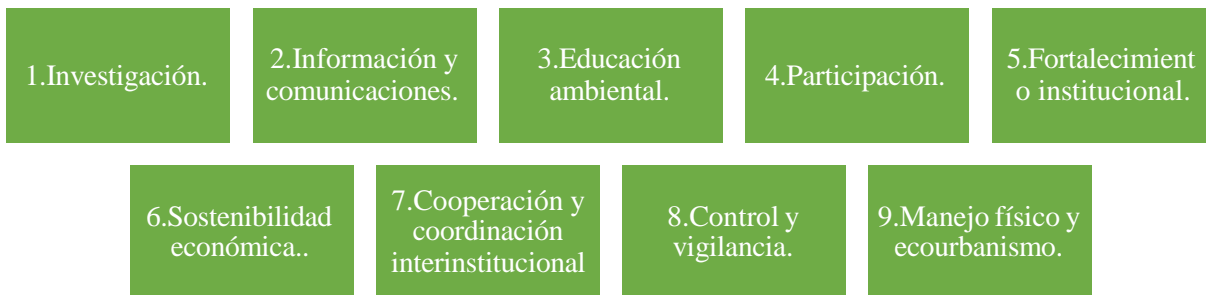 1.Investigación.
2.Información y
comunicaciones.
3.Educación
ambiental.
4.Participación.
5.Fortalecimient
o institucional.
6.Sostenibilidad
económica..
7.Cooperación y
coordinación
interinstitucional
8.Control y
vigilancia.
9.Manejo físico y
ecourbanismo.